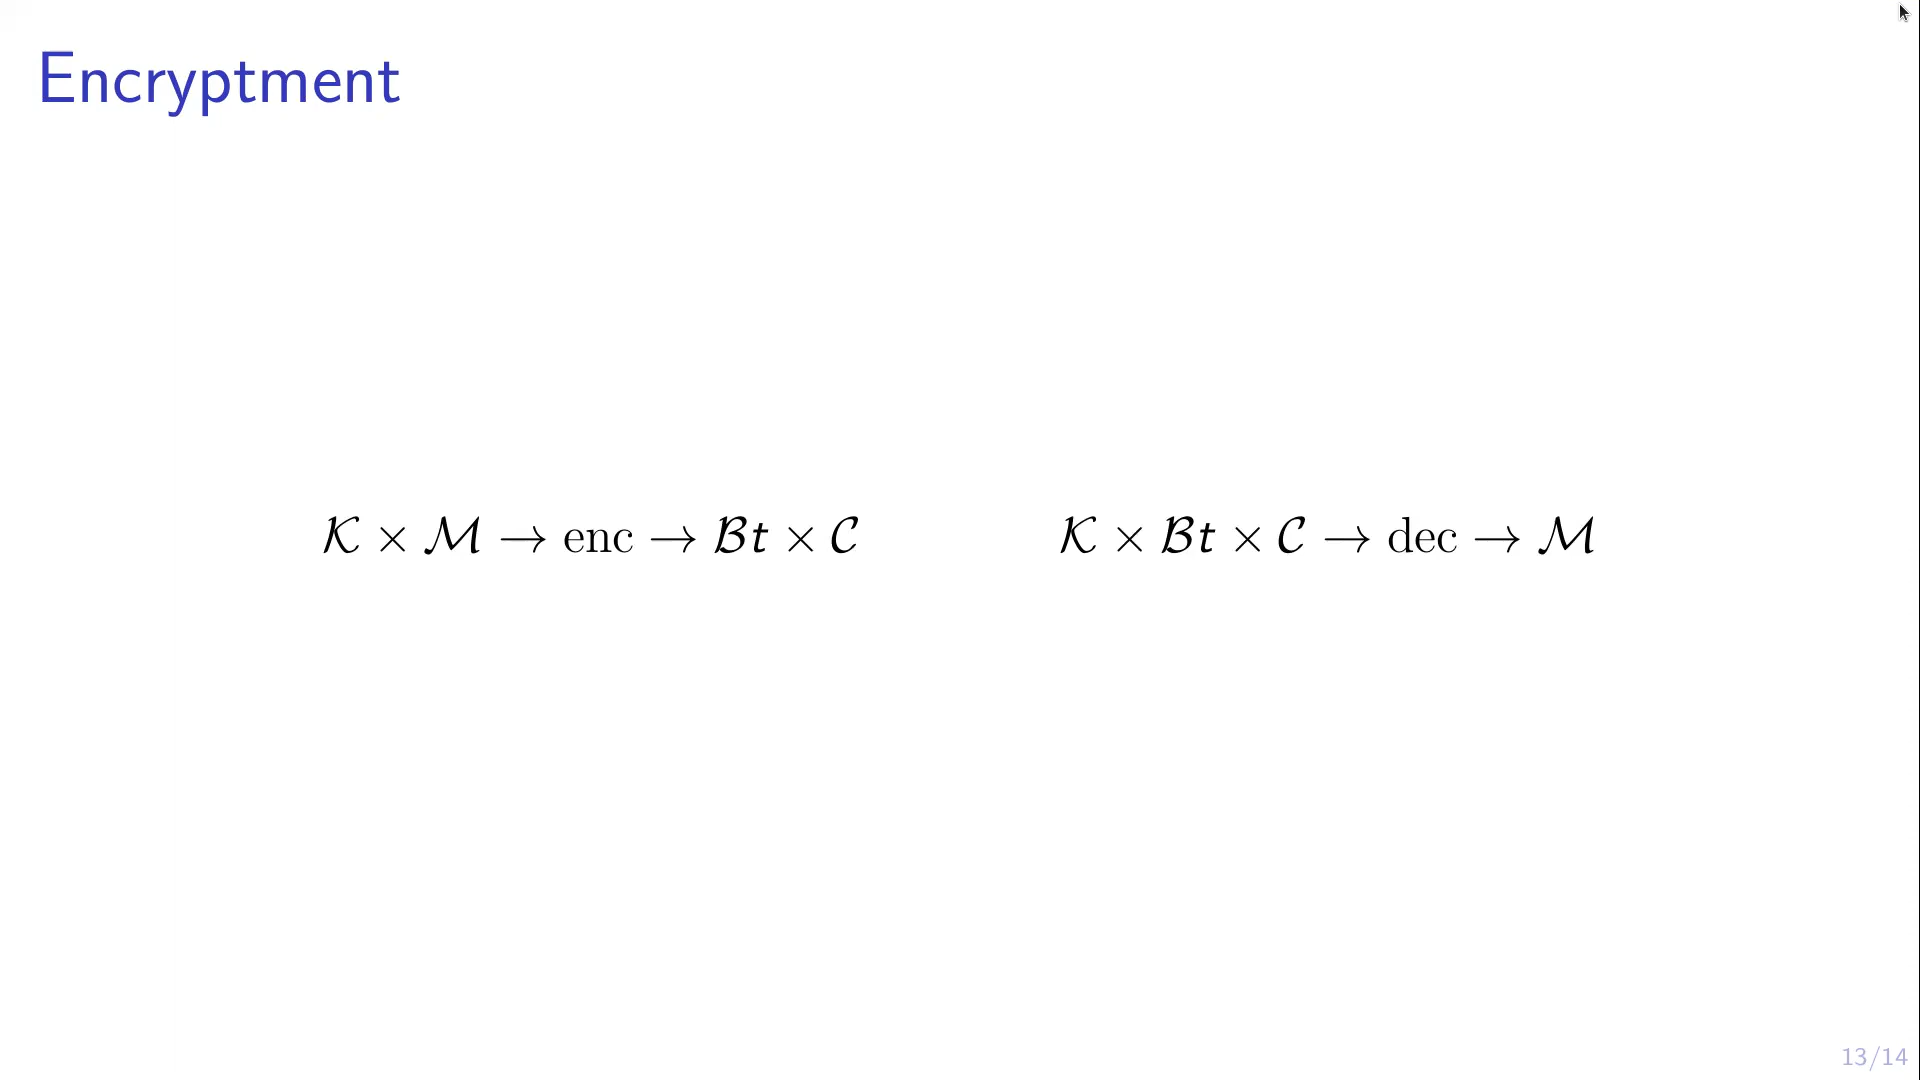 Encryptment
𝒦 × ℳ → enc → ℬt × 𝒞  𝒦 × ℬt × 𝒞 → dec → ℳ
13/14